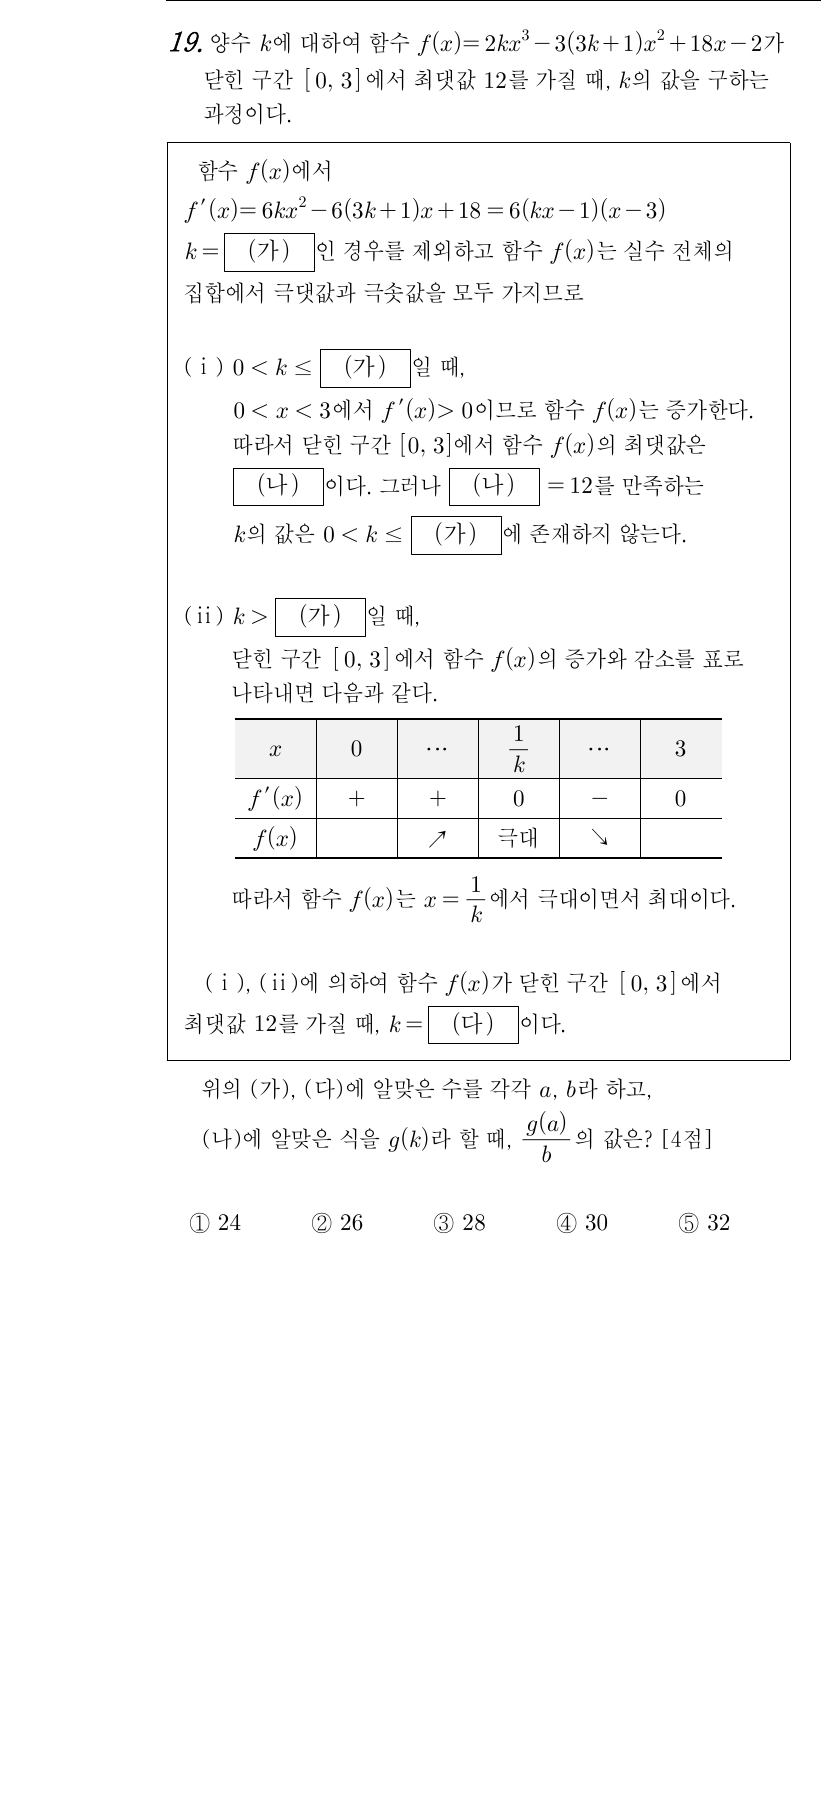 19. 양수 k에 대하여 함수 f(x)=2kx³-3(3k+1)x²+18x-2가
닫힌 구간 [0, 3]에서 최댓값 12를 가질 때, k의 값을 구하는
과정이다.
함수 f(x)에서
f′(x)=6kx²-6(3k+1)x+18=6(kx-1)(x-3)
k= (가) 인 경우를 제외하고 함수 f(x)는 실수 전체의
집합에서 극댓값과 극솟값을 모두 가지므로
(ⅰ) 0<k≤ (가) 일 때,
0<x<3에서 f′(x)>0이므로 함수 f(x)는 증가한다.
따라서 닫힌 구간 [0, 3]에서 함수 f(x)의 최댓값은
(나) 이다. 그러나 (나) =12를 만족하는
k의 값은 0<k≤ (가) 에 존재하지 않는다.
(ⅱ) k> (가) 일 때,
닫힌 구간 [0, 3]에서 함수 f(x)의 증가와 감소를 표로
나타내면 다음과 같다.
x 0 ⋯ 1/k ⋯ 3
f′(x) + + 0 - 0
f(x) ↗ 극대 ↘
따라서 함수 f(x)는 x=1/k에서 극대이면서 최대이다.
(ⅰ), (ⅱ)에 의하여 함수 f(x)가 닫힌 구간 [0, 3]에서
최댓값 12를 가질 때, k= (다) 이다.
위의 (가), (다)에 알맞은 수를 각각 a, b라 하고,
(나)에 알맞은 식을 g(k)라 할 때, g(a)/b의 값은? [4점]
① 24 ② 26 ③ 28 ④ 30 ⑤ 32